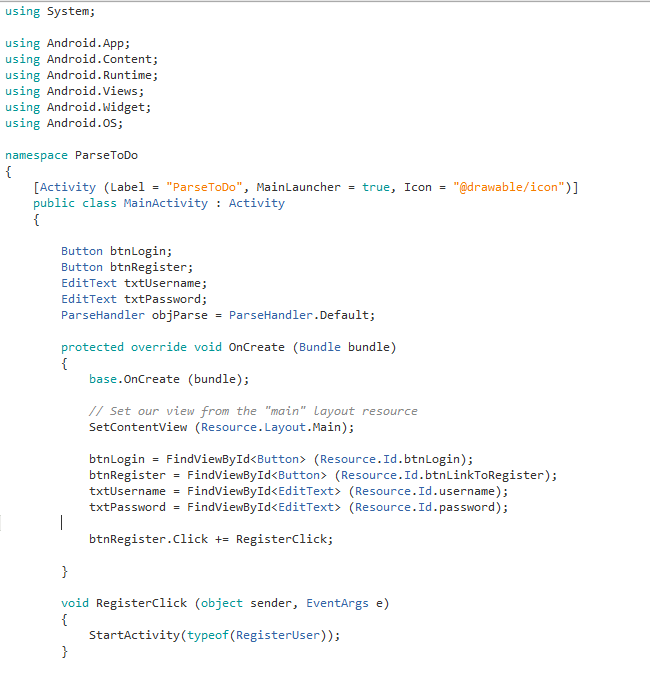 using System;
using Android.App;
using Android.Content;
using Android.Runtime;
using Android.Views;
using Android.Widget;
using Android.OS;
namespace ParseToDo
{
[Activity (Label = "ParseToDo", MainLauncher = true, Icon = "@drawable/icon")]
public class MainActivity : Activity
{
Button btnLogin;
Button btnRegister;
EditText txtUsername;
EditText txtPassword;
ParseHandler objParse = ParseHandler.Default;
protected override void OnCreate (Bundle bundle)
{
base.OnCreate (bundle);
// Set our view from the "main" layout resource
SetContentView (Resource.Layout.Main);
btnLogin = FindViewById<Button> (Resource.Id.btnLogin);
btnRegister = FindViewById<Button> (Resource.Id.btnLinkToRegister);
txtUsername = FindViewById<EditText> (Resource.Id.username);
txtPassword = FindViewById<EditText> (Resource.Id.password);
btnRegister.Click += RegisterClick;
}
void RegisterClick (object sender, EventArgs e)
{
StartActivity(typeof(RegisterUser));
}